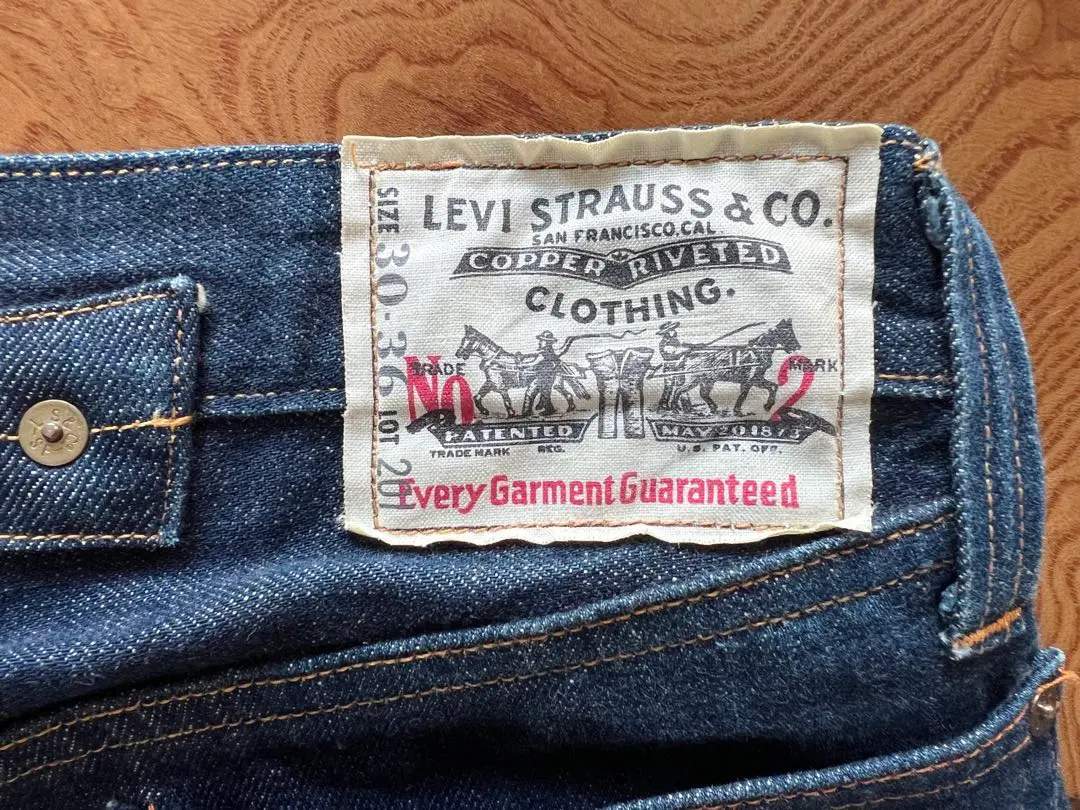 LEVI STRAUSS & CO.
SAN FRANCISCO, CAL.
COPPER RIVETED
CLOTHING.
TRADE MARK
No 2
PATENTED MAY 20 1873
TRADE MARK REG. U.S. PAT. OFF.
Every Garment Guaranteed
SIZE 30-36 LOT 201